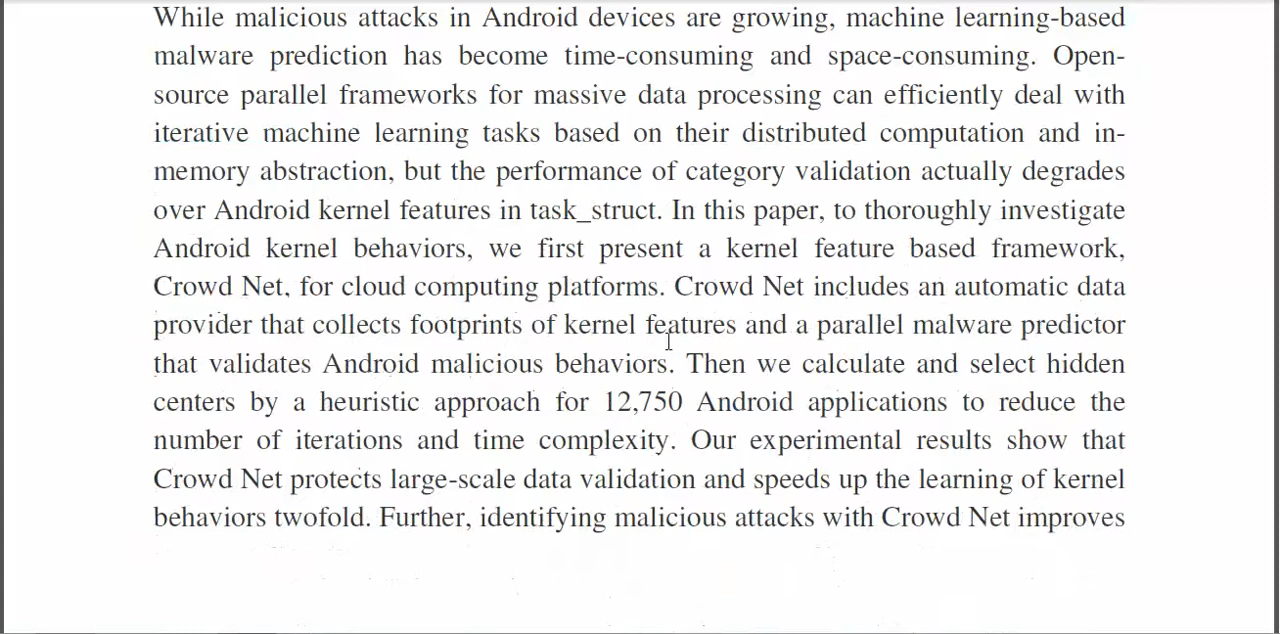 While malicious attacks in Android devices are growing, machine learning-based
malware prediction has become time-consuming and space-consuming. Open-
source parallel frameworks for massive data processing can efficiently deal with
iterative machine learning tasks based on their distributed computation and in-
memory abstraction, but the performance of category validation actually degrades
over Android kernel features in task_struct. In this paper, to thoroughly investigate
Android kernel behaviors, we first present a kernel feature based framework,
Crowd Net, for cloud computing platforms. Crowd Net includes an automatic data
provider that collects footprints of kernel features and a parallel malware predictor
that validates Android malicious behaviors. Then we calculate and select hidden
centers by a heuristic approach for 12,750 Android applications to reduce the
number of iterations and time complexity. Our experimental results show that
Crowd Net protects large-scale data validation and speeds up the learning of kernel
behaviors twofold. Further, identifying malicious attacks with Crowd Net improves